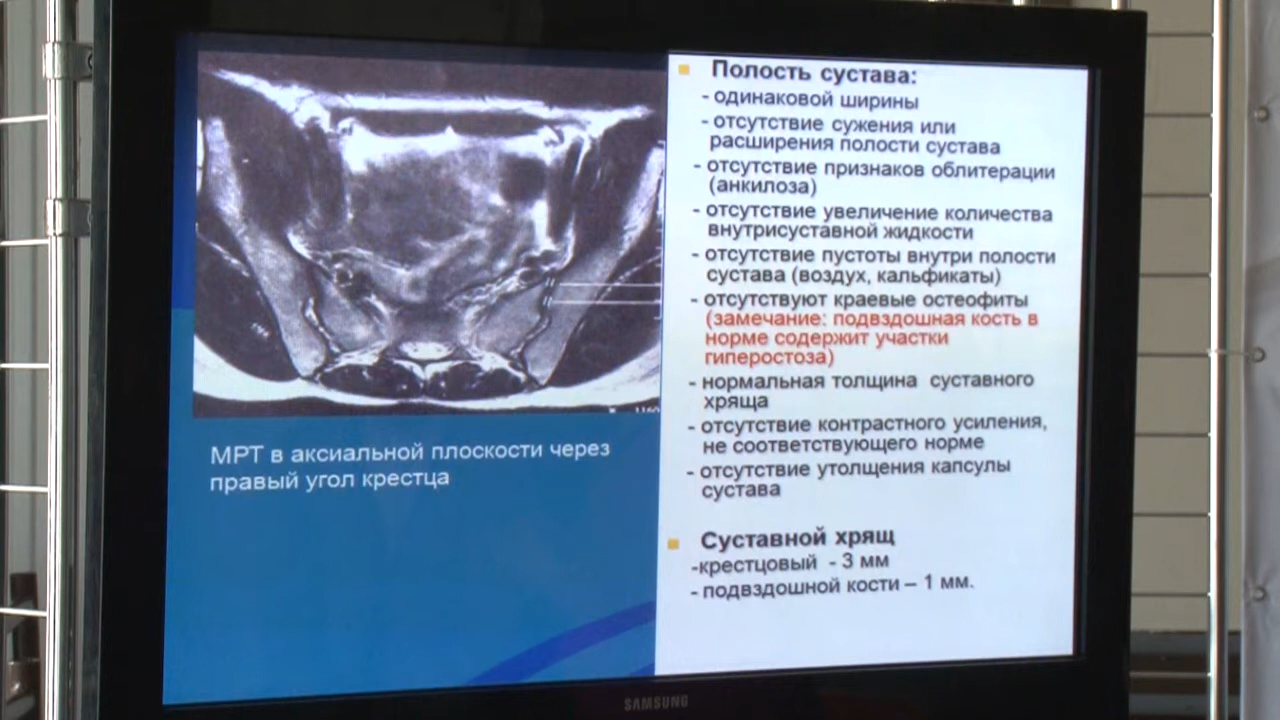 Полость сустава:
- одинаковой ширины
- отсутствие сужения или
расширения полости сустава
- отсутствие признаков облитерации
(анкилоза)
- отсутствие увеличение количества
внутрисуставной жидкости
- отсутствие пустоты внутри полости
сустава (воздух, кальфикаты)
- отсутствуют краевые остеофиты
(замечание: подвздошная кость в
норме содержит участки
гиперостоза)
- нормальная толщина суставного
хряща
- отсутствие контрастного усиления,
не соответствующего норме
- отсутствие утолщения капсулы
сустава
Суставной хрящ
-крестцовый - 3 мм
- подвздошной кости – 1 мм.
МРТ в аксиальной плоскости через
правый угол крестца
SAMSUNG